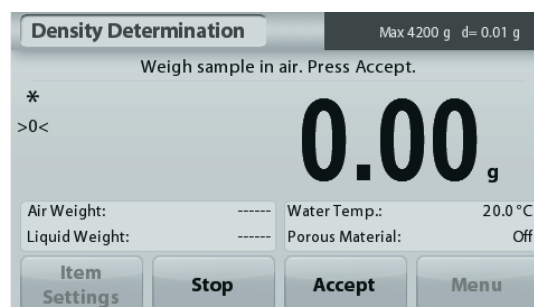 Density Determination
Max 4200 g d= 0.01 g
Weigh sample in air. Press Accept.
*
>0<
0.00 g
Air Weight: ------
Water Temp.: 20.0 °C
Liquid Weight: ------
Porous Material: Off
Item Settings
Stop
Accept
Menu